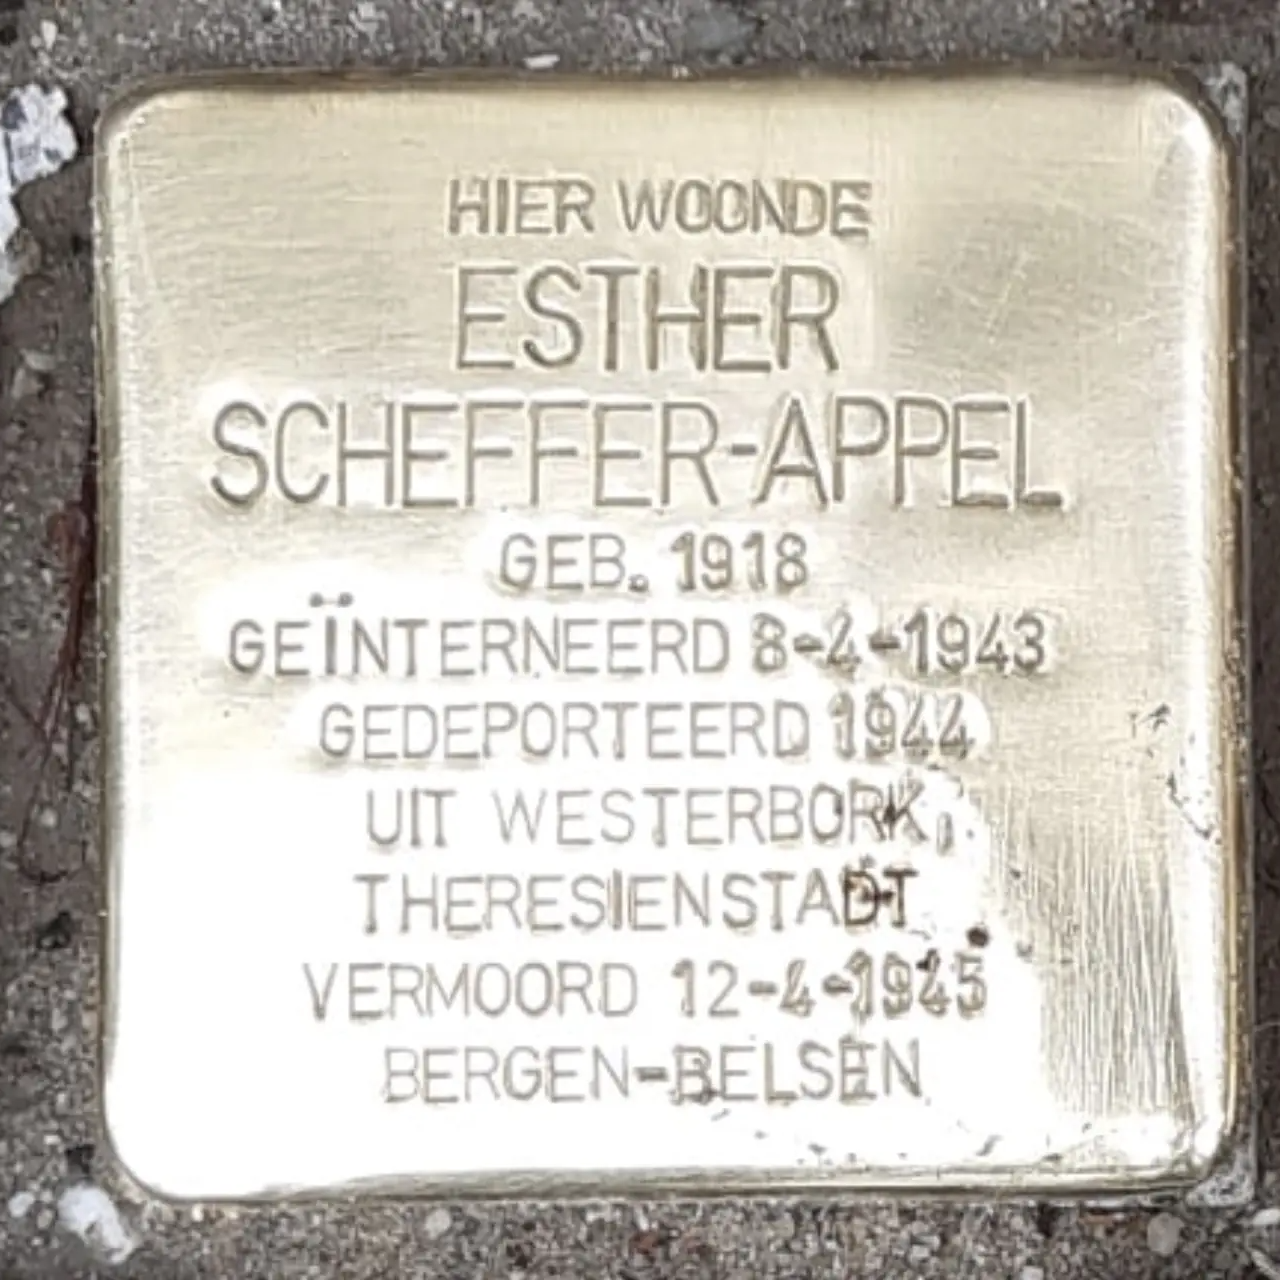 HIER WOONDE
ESTHER
SCHEFFER-APPEL
GEB. 1918
GEÏNTERNEERD 8-4-1943
GEDEPORTEERD 1944
UIT WESTERBORK,
THERESIENSTADT
VERMOORD 12-4-1945
BERGEN-BELSEN